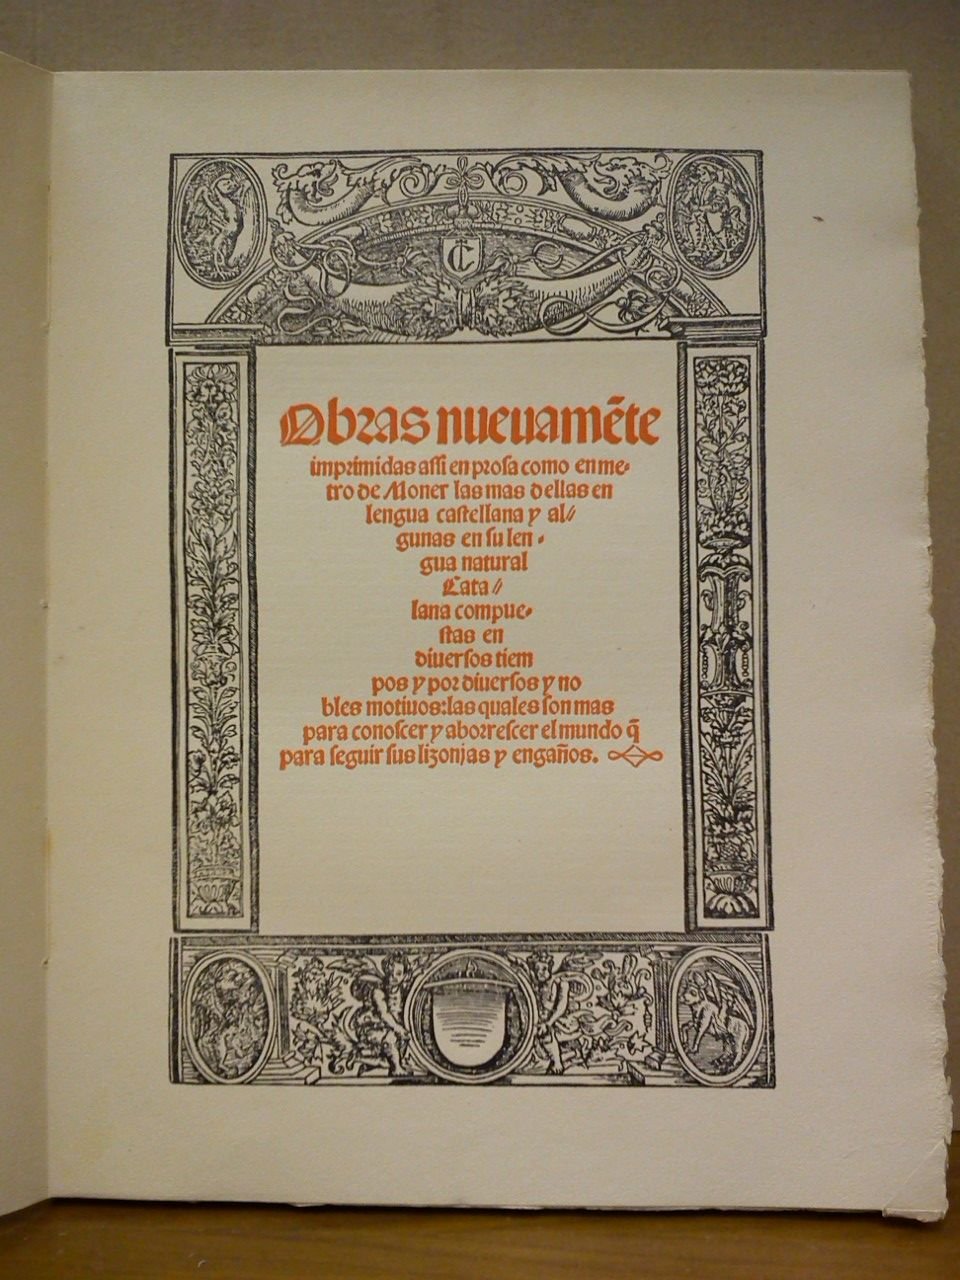 Obras nueuamẽte
imprimidas aſſi en proſa como en me-
tro de Moner las mas dellas en
lengua caſtellana y al⸗
gunas en ſu len-
gua natural
Cata⸗
lana compue-
ſtas en
diuerſos tiem
pos y por diuerſos y no
bles motiuos: las quales ſon mas
para conoſcer y aborreſcer el mundo q̃
para ſeguir ſus lizonjas y engaños.